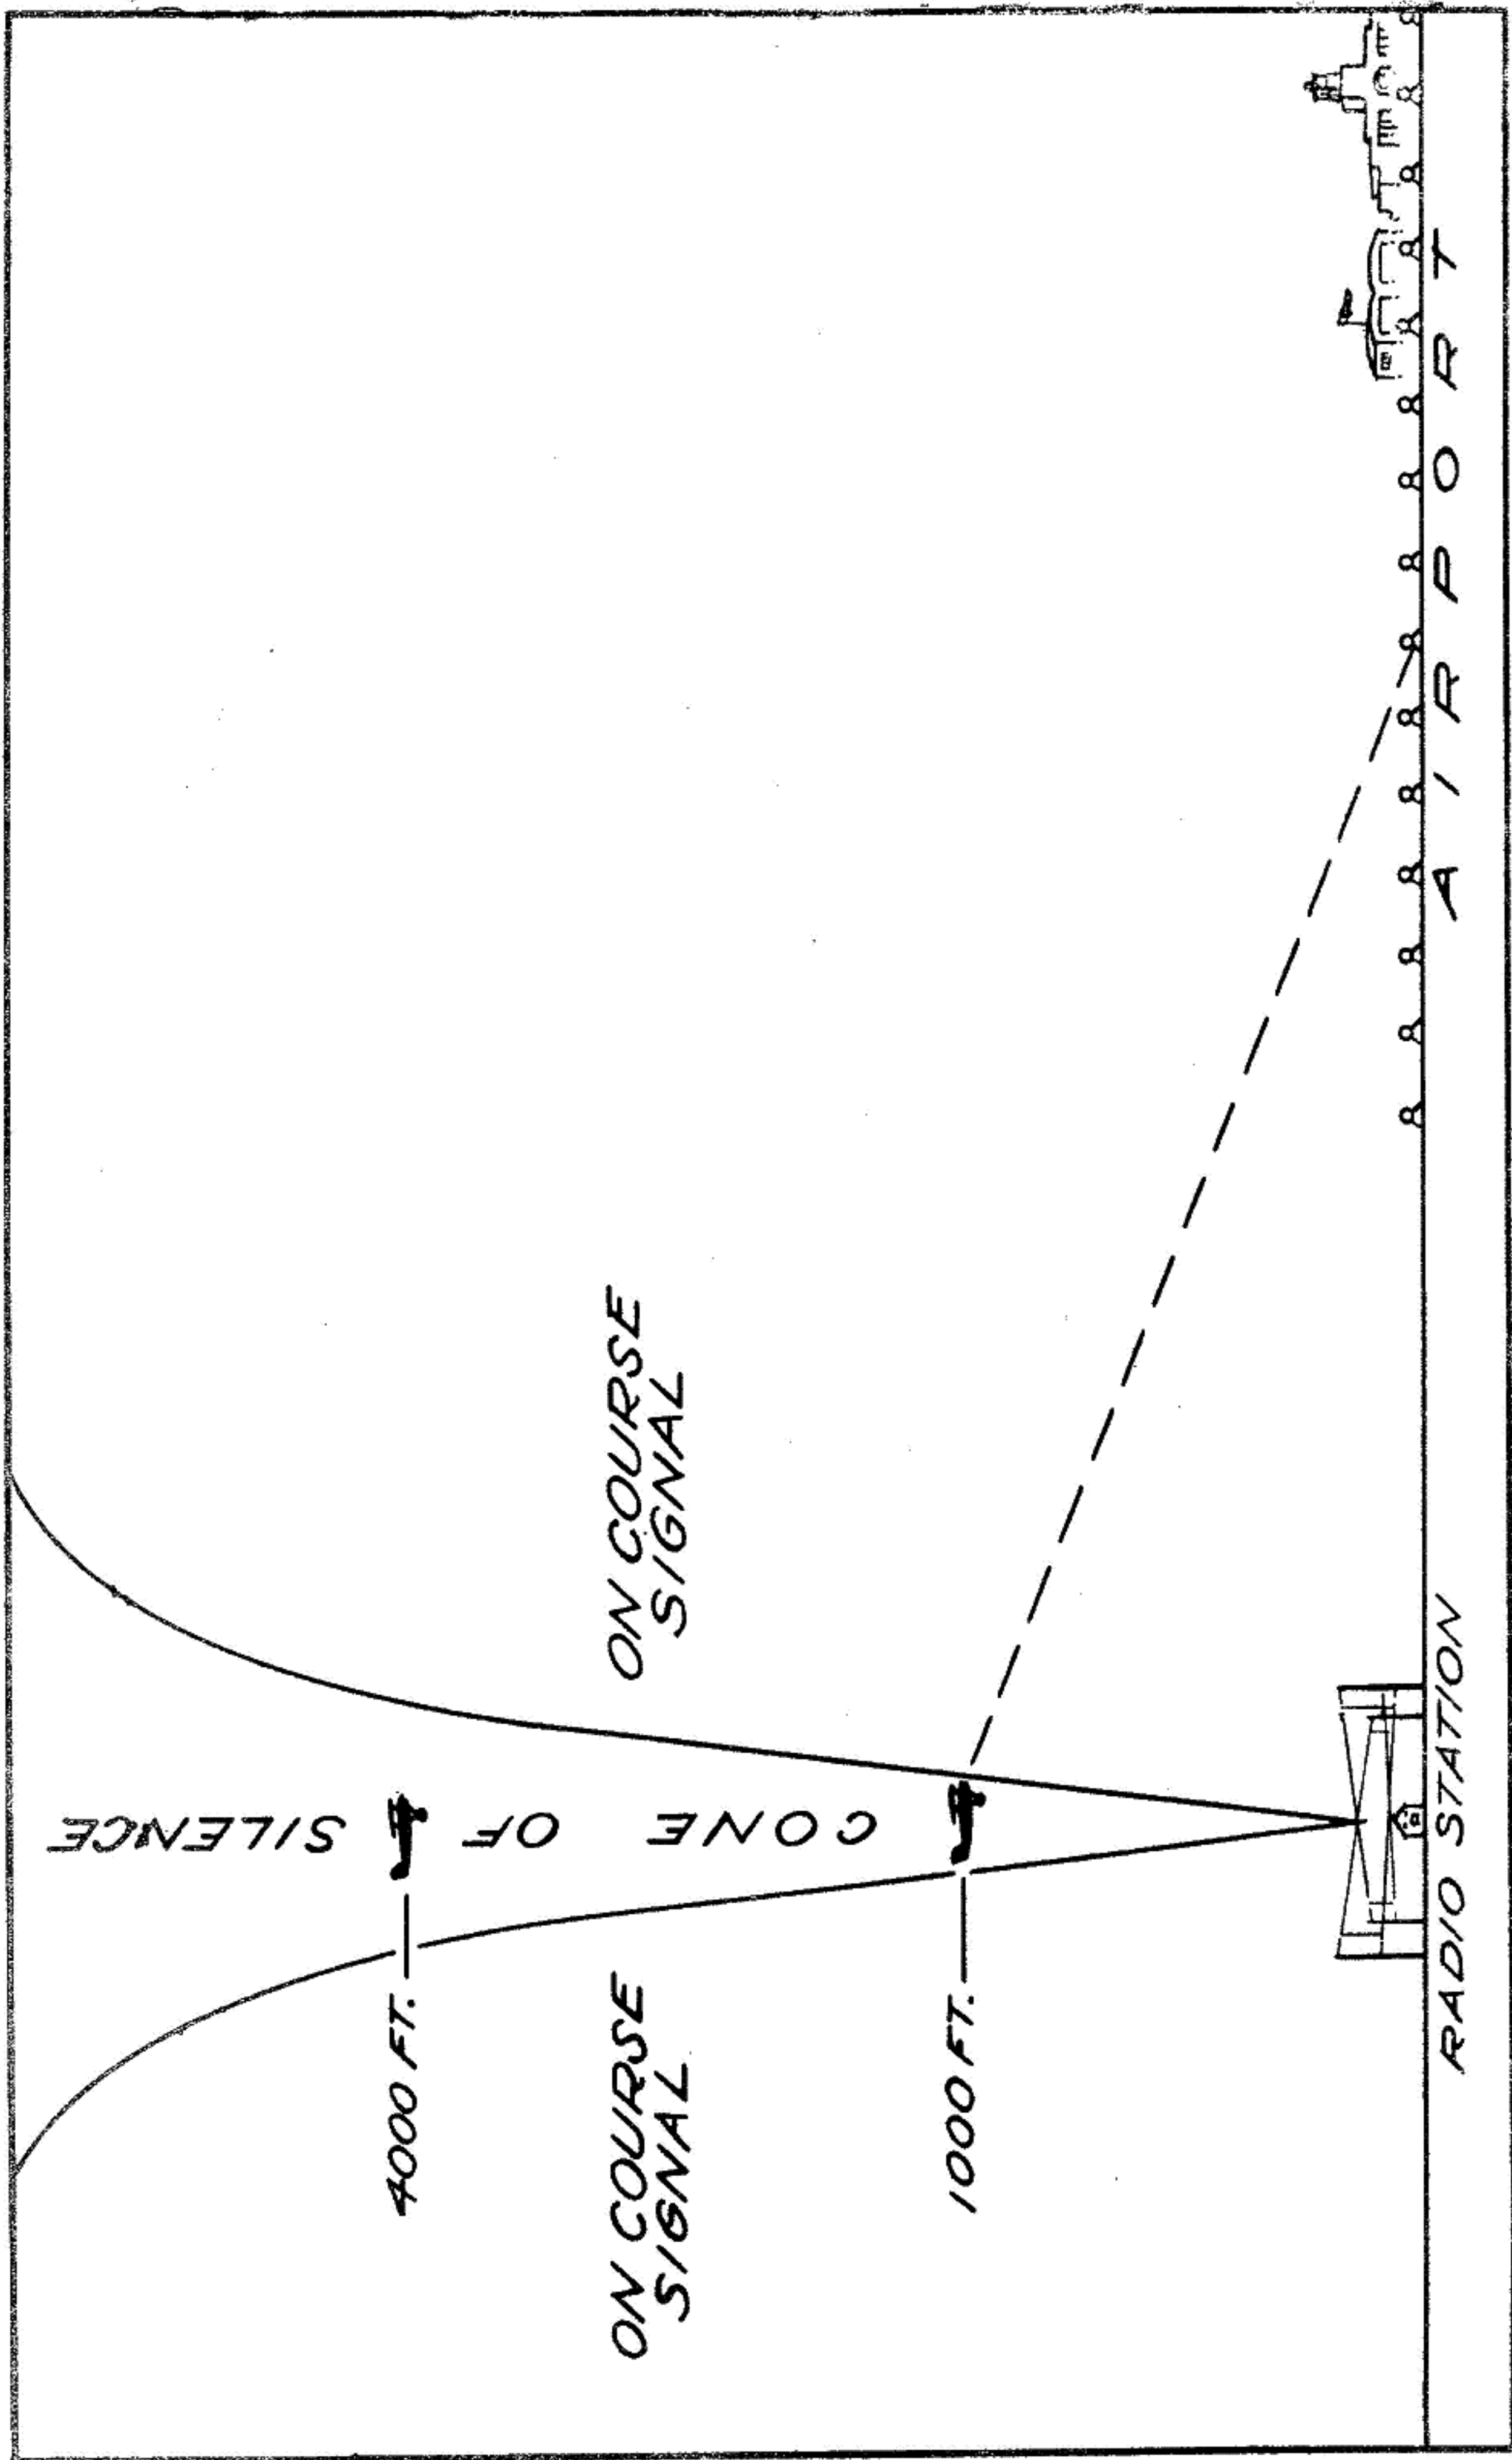 4000 FT.
CONE OF SILENCE
ON COURSE
SIGNAL
ON COURSE
SIGNAL
1000 FT.
RADIO STATION
AIRPORT